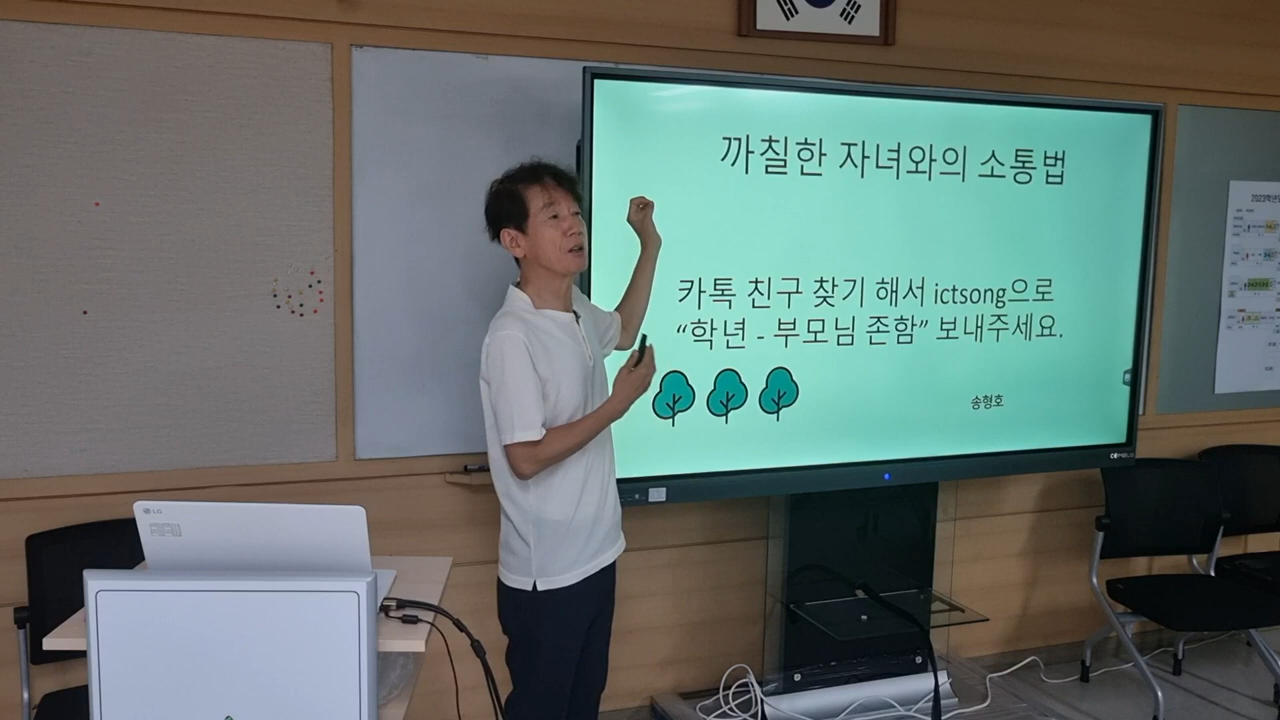 까칠한 자녀와의 소통법
카톡 친구 찾기 해서 ictsong으로
“학년 - 부모님 존함” 보내주세요.
송형호
LG